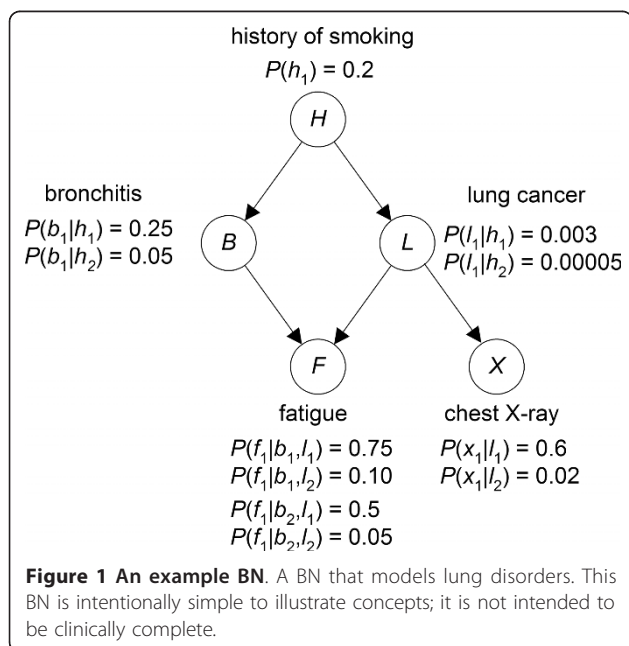 history of smoking
P(h₁) = 0.2
H
bronchitis
P(b₁|h₁) = 0.25
P(b₁|h₂) = 0.05
B
L
lung cancer
P(l₁|h₁) = 0.003
P(l₁|h₂) = 0.00005
F
X
fatigue
P(f₁|b₁,l₁) = 0.75
P(f₁|b₁,l₂) = 0.10
P(f₁|b₂,l₁) = 0.5
P(f₁|b₂,l₂) = 0.05
chest X-ray
P(x₁|l₁) = 0.6
P(x₁|l₂) = 0.02
Figure 1 An example BN. A BN that models lung disorders. This
BN is intentionally simple to illustrate concepts; it is not intended to
be clinically complete.